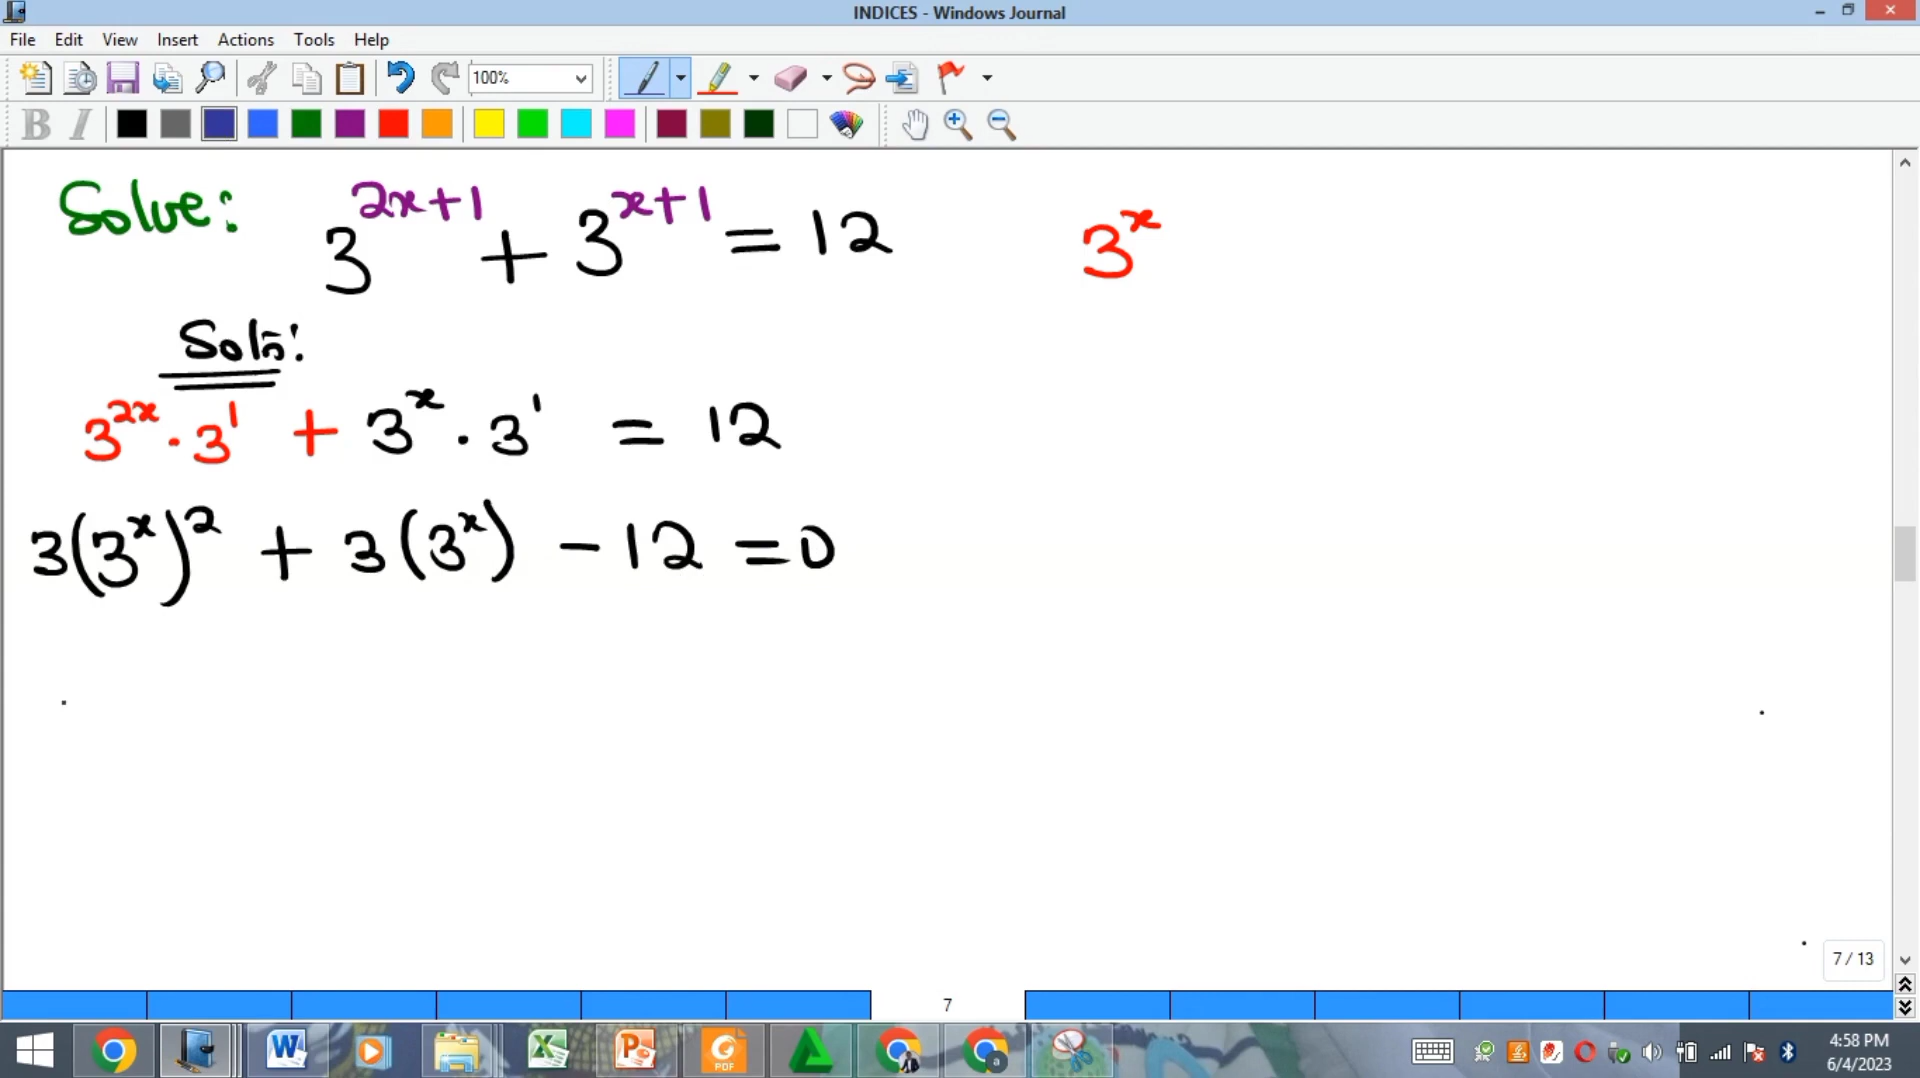 INDICES - Windows Journal
File Edit View Insert Actions Tools Help
100%
B I
Solve: 3^{2x+1} + 3^{x+1} = 12 3^x
Soln:
3^{2x} · 3^1 + 3^x · 3^1 = 12
3(3^x)^2 + 3(3^x) - 12 = 0
7 / 13
7
4:58 PM
6/4/2023